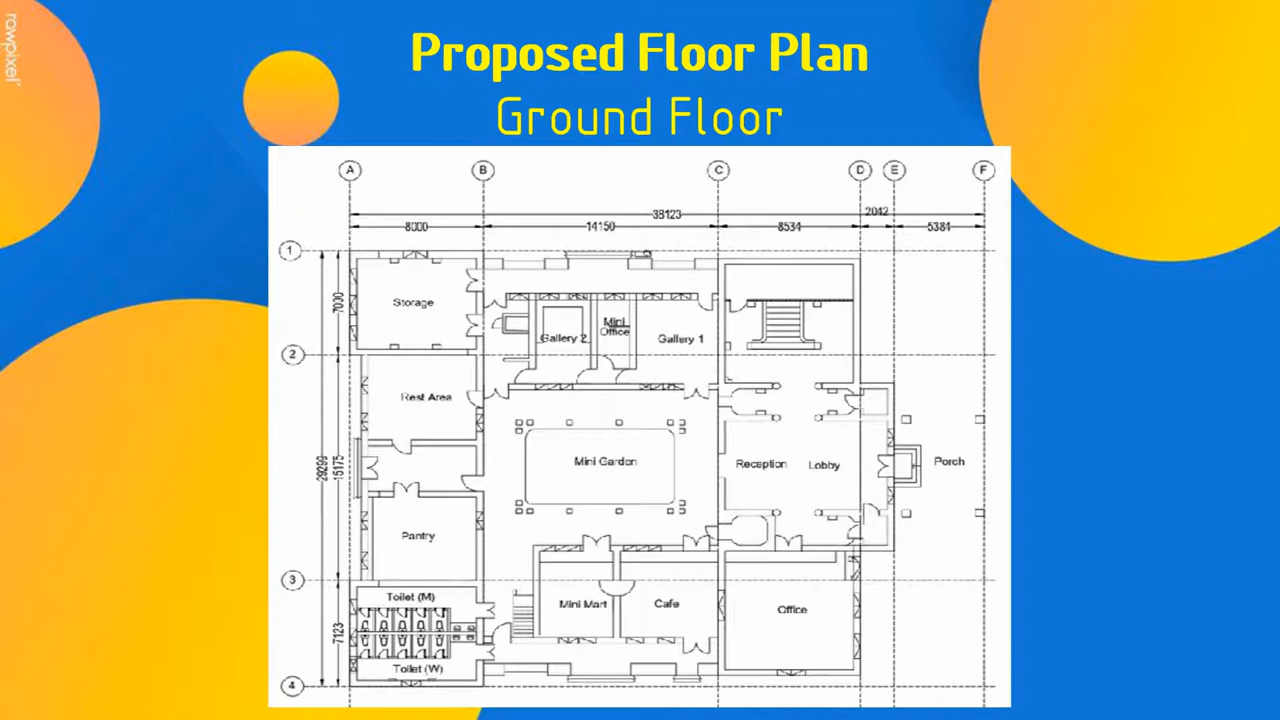 rawpixel
Proposed Floor Plan
Ground Floor
A B C D E F
38123
2042
8000 14150 8534 5384
1
Storage
7000
Mini
Office
Gallery 2
Gallery 1
2
Rest Area
29299
15175
Mini Garden
Reception
Lobby
Porch
Pantry
3
Toilet (M)
Mini Mart
Cafe
Office
7123
Toilet (W)
4